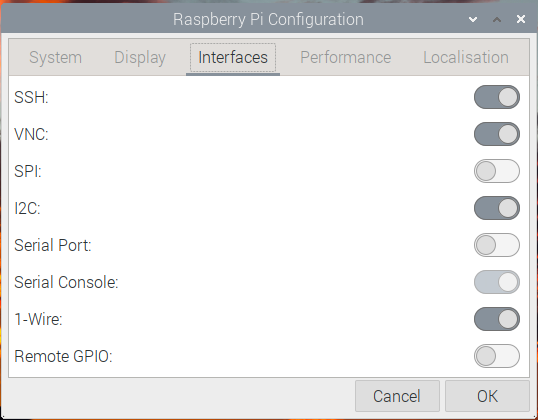 Raspberry Pi Configuration
System Display Interfaces Performance Localisation
SSH:
VNC:
SPI:
I2C:
Serial Port:
Serial Console:
1-Wire:
Remote GPIO:
Cancel OK